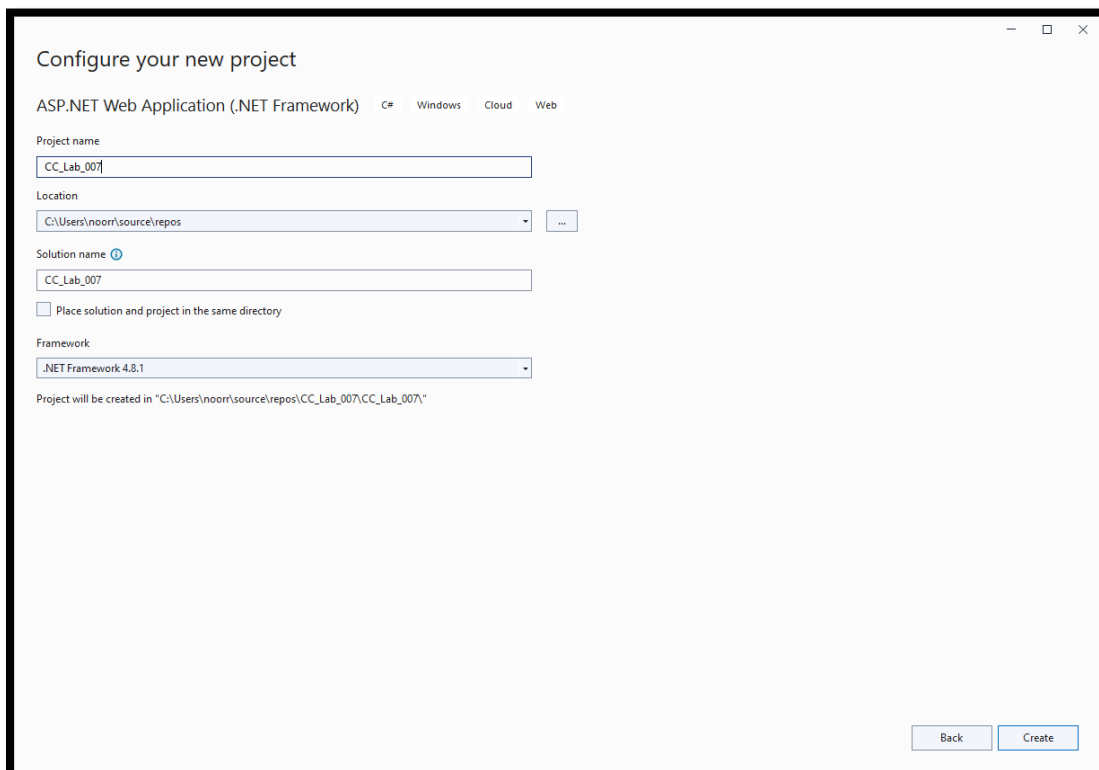 Configure your new project
ASP.NET Web Application (.NET Framework) C# Windows Cloud Web
Project name
CC_Lab_007
Location
C:\Users\noorr\source\repos
...
Solution name
CC_Lab_007
Place solution and project in the same directory
Framework
.NET Framework 4.8.1
Project will be created in "C:\Users\noorr\source\repos\CC_Lab_007\CC_Lab_007\"
Back Create